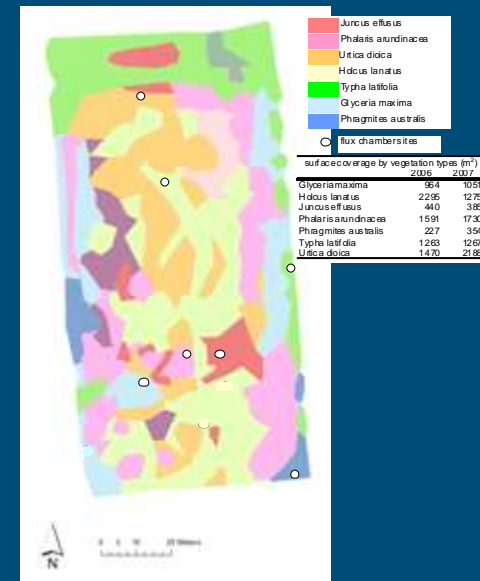 Juncus effusus
Phalaris arundinacea
Urtica dioica
Holcus lanatus
Typha latifolia
Glyceria maxima
Phragmites australis
flux chamber sites
surface coverage by vegetation types (m²)
2006 2007
Glyceria maxima 964 1051
Holcus lanatus 2295 1275
Juncus effusus 440 385
Phalaris arundinacea 1591 1730
Phragmites australis 227 354
Typha latifolia 1263 1267
Urtica dioica 1470 2188
N